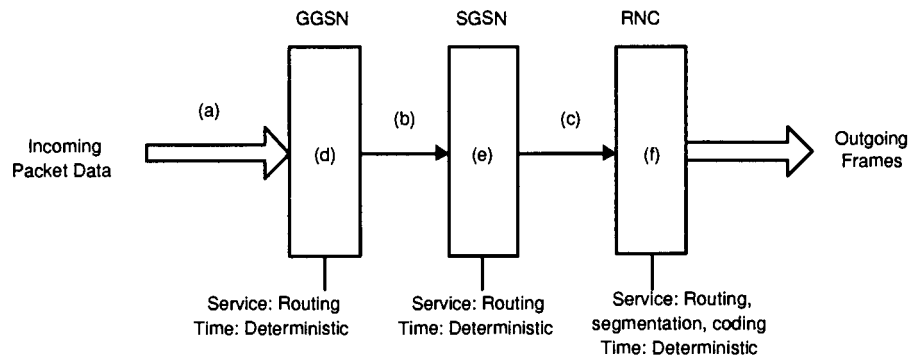 GGSN
SGSN
RNC
(a)
(b)
(c)
Incoming
Packet Data
(d)
(e)
(f)
Outgoing
Frames
Service: Routing
Time: Deterministic
Service: Routing
Time: Deterministic
Service: Routing,
segmentation, coding
Time: Deterministic